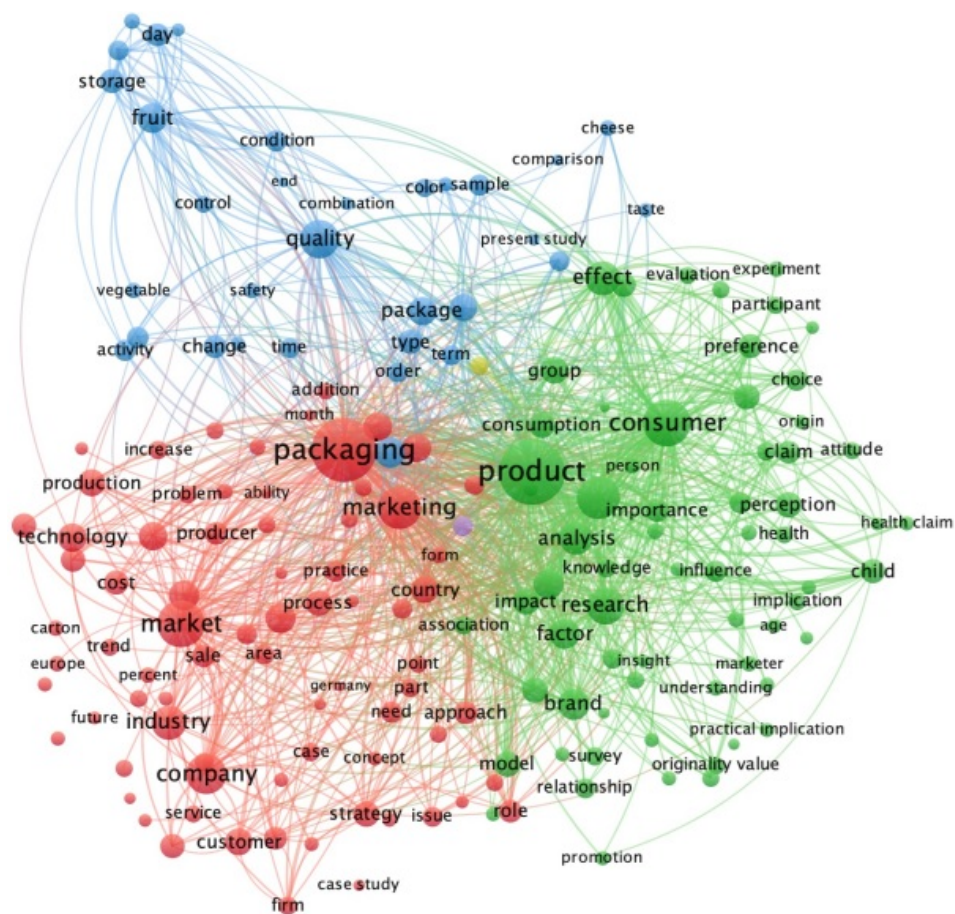 day
storage
fruit
condition
cheese
comparison
end
color
sample
control
combination
taste
quality
present study
effect
evaluation
experiment
vegetable
safety
participant
package
activity
change
time
type
term
preference
order
group
choice
addition
month
consumption
consumer
origin
packaging
increase
product
person
claim
attitude
production
problem
ability
marketing
importance
perception
technology
producer
form
analysis
health
health claim
cost
practice
country
knowledge
influence
child
process
impact
research
implication
market
association
factor
age
carton
trend
sale
area
point
insight
marketer
europe
percent
germany
part
understanding
future
industry
need
approach
brand
practical implication
case
concept
model
survey
originality value
company
relationship
service
strategy
issue
role
customer
promotion
case study
firm